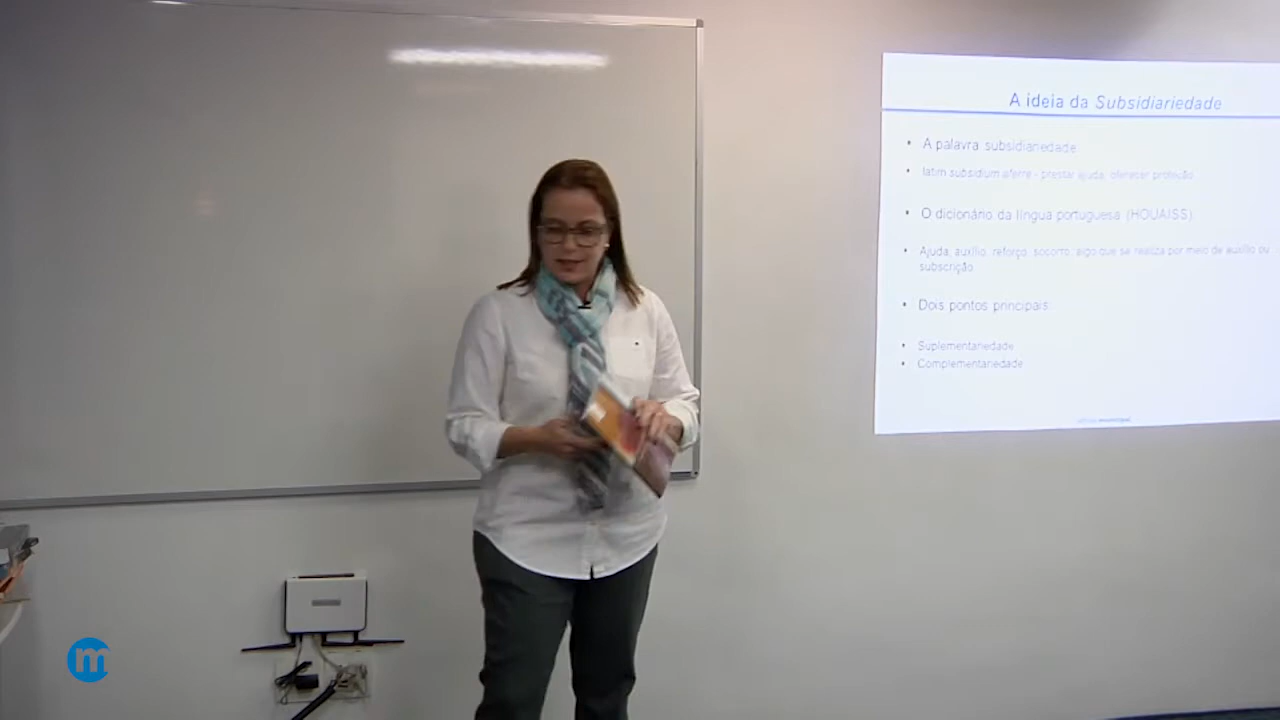 A ideia da Subsidiariedade
• A palavra subsidiariedade:
• latim subsidium aferre - prestar ajuda, oferecer proteção
• O dicionário da língua portuguesa (HOUAISS):
• Ajuda, auxílio, reforço, socorro; algo que se realiza por meio de auxílio ou
subscrição
• Dois pontos principais:
• Suplementariedade
• Complementariedade
m